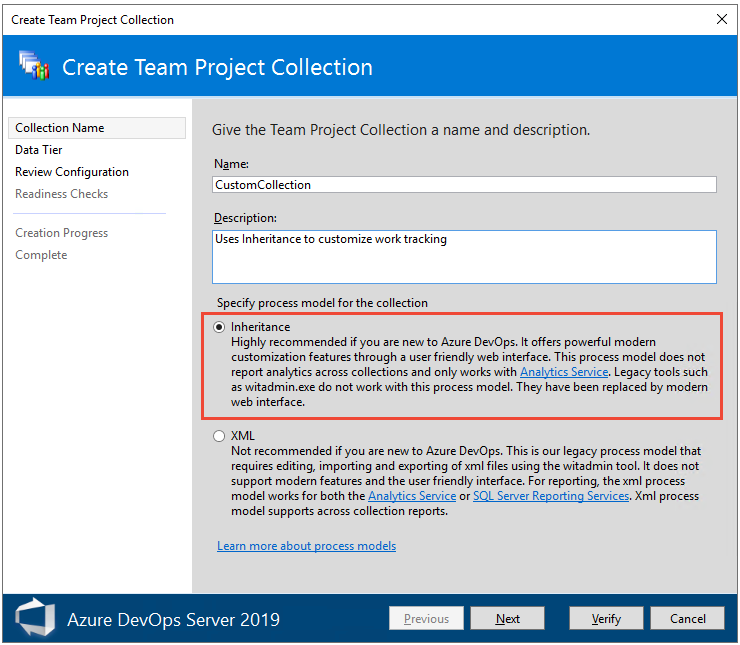 Create Team Project Collection
Create Team Project Collection
Collection Name
Data Tier
Review Configuration
Readiness Checks
Creation Progress
Complete
Give the Team Project Collection a name and description.
Name:
CustomCollection
Description:
Uses Inheritance to customize work tracking
Specify process model for the collection
Inheritance
Highly recommended if you are new to Azure DevOps. It offers powerful modern
customization features through a user friendly web interface. This process model does not
report analytics across collections and only works with Analytics Service. Legacy tools such
as witadmin.exe do not work with this process model. They have been replaced by modern
web interface.
XML
Not recommended if you are new to Azure DevOps. This is our legacy process model that
requires editing, importing and exporting of xml files using the witadmin tool. It does not
support modern features and the user friendly interface. For reporting, the xml process
model works for both the Analytics Service or SQL Server Reporting Services. Xml process
model supports across collection reports.
Learn more about process models
Azure DevOps Server 2019
Previous
Next
Verify
Cancel